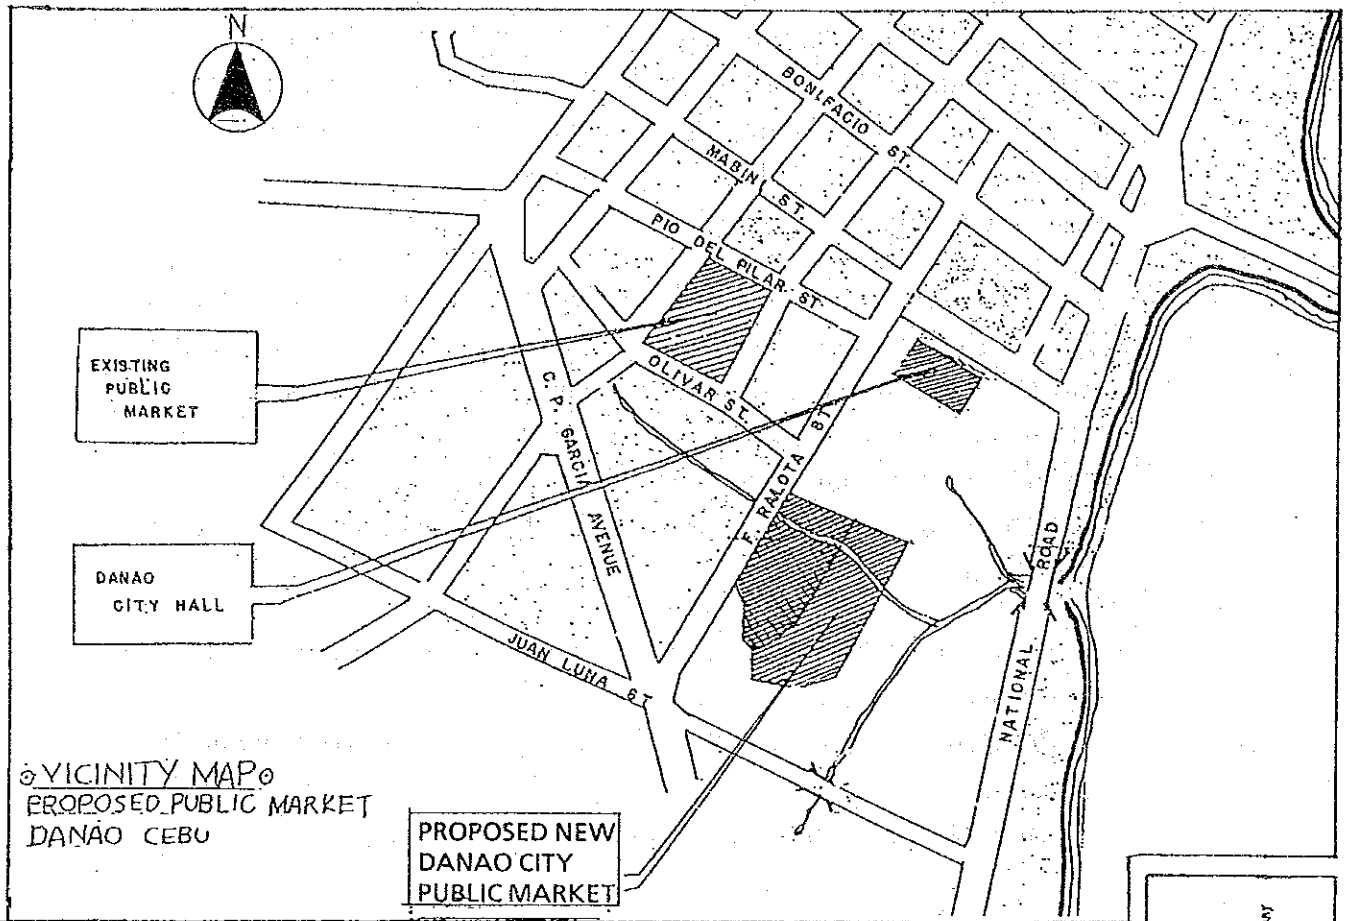 N
BONIFACIO ST.
MABINI ST.
PIO DEL PILAR ST
EXISTING
PUBLIC
MARKET
OLIVAR ST.
C. P. GARCIA AVENUE
F. RALOTA ST
DANAO
CITY HALL
NATIONAL ROAD
JUAN LUNA ST
VICINITY MAP
PROPOSED PUBLIC MARKET
DANAO CEBU
PROPOSED NEW
DANAO CITY
PUBLIC MARKET